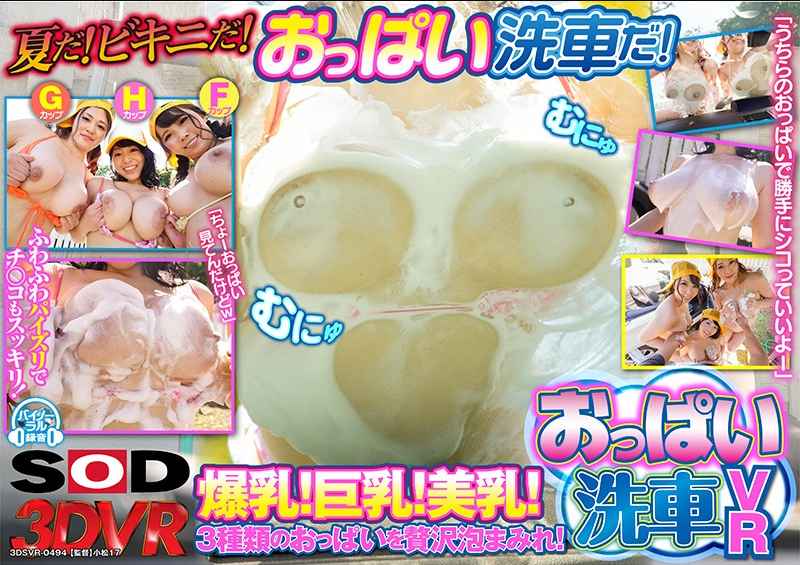 夏だ!ビキニだ!
おっぱい洗車だ!
Gカップ
Hカップ
Fカップ
むにゅ
むにゅ
「ちょーおっぱい
見てんだけどw」
ふわふわパイズリで
チ○コもスッキリ!
バイノーラル録音
「うちらのおっぱいで勝手にシコっていいよー」
おっぱい
洗車VR
爆乳!巨乳!美乳!
3種類のおっぱいを贅沢泡まみれ!
SOD
3DVR
3DSVR-0494 [監督]小松17